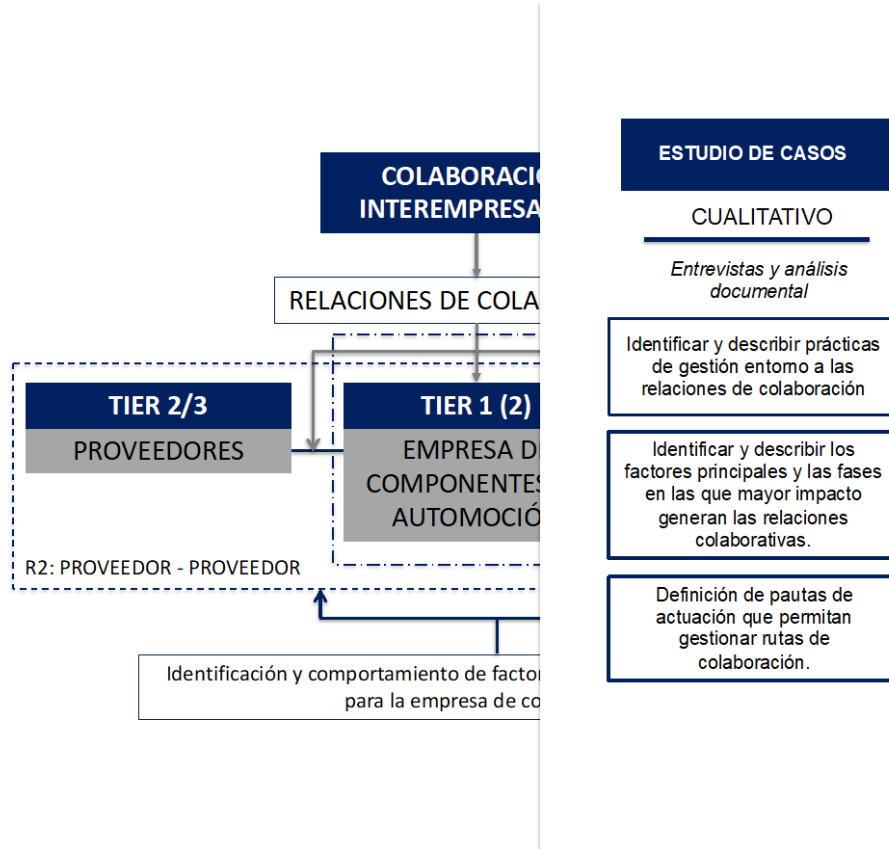 COLABORACI
INTEREMPRESA
RELACIONES DE COLA
TIER 2/3
PROVEEDORES
TIER 1 (2)
EMPRESA D
COMPONENTES
AUTOMOCIÓ
R2: PROVEEDOR - PROVEEDOR
Identificación y comportamiento de factor
para la empresa de co
ESTUDIO DE CASOS
CUALITATIVO
Entrevistas y análisis
documental
Identificar y describir prácticas
de gestión entorno a las
relaciones de colaboración
Identificar y describir los
factores principales y las fases
en las que mayor impacto
generan las relaciones
colaborativas.
Definición de pautas de
actuación que permitan
gestionar rutas de
colaboración.